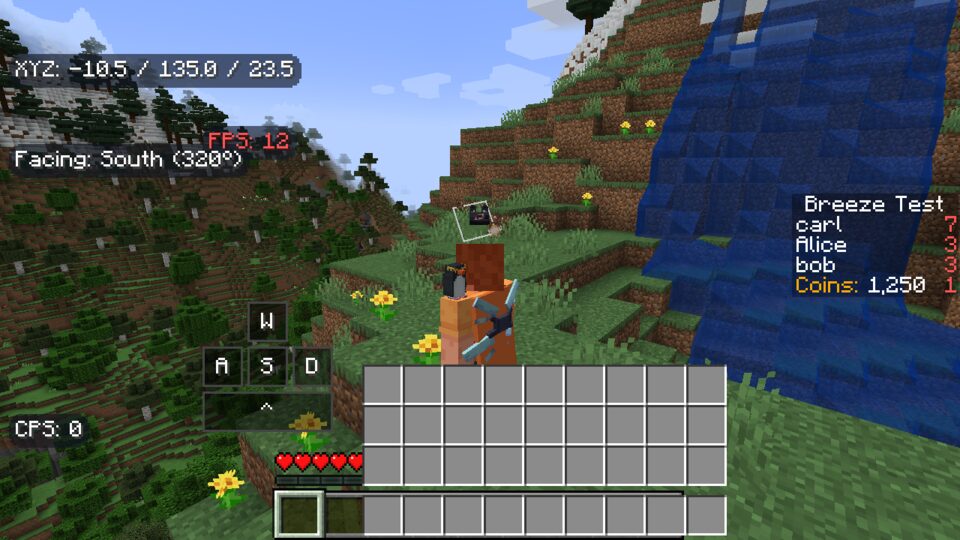 XYZ: -10.5 / 135.0 / 23.5
FPS: 12
Facing: South (320°)
Breeze Test
carl 7
Alice 3
bob 3
Coins: 1,250 1
W
A S D
^
CPS: 0